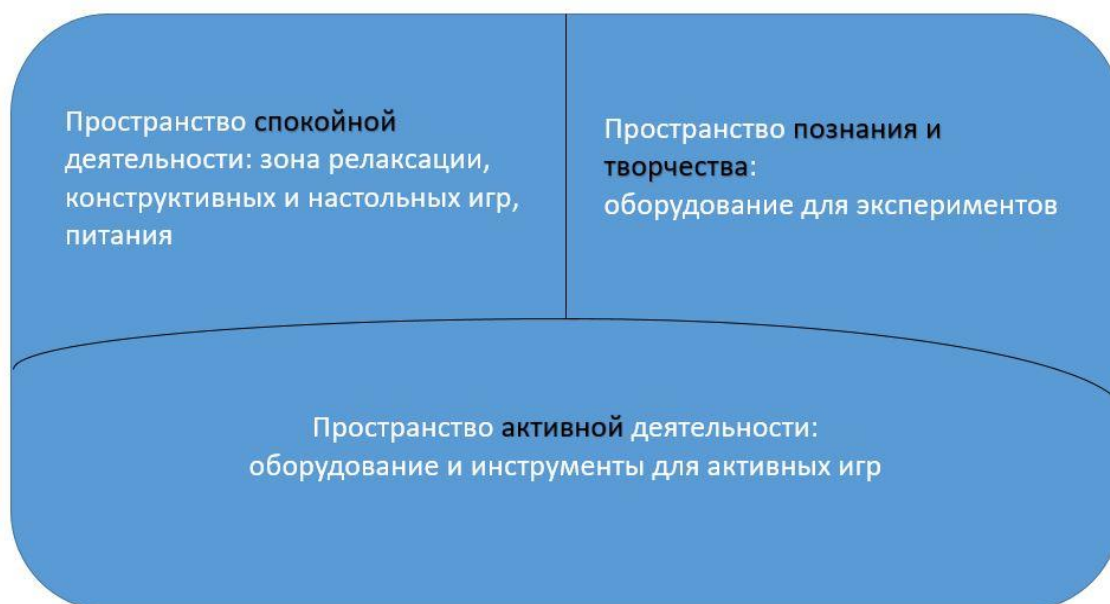 Пространство спокойной
деятельности: зона релаксации,
конструктивных и настольных игр,
питания
Пространство познания и
творчества:
оборудование для экспериментов
Пространство активной деятельности:
оборудование и инструменты для активных игр